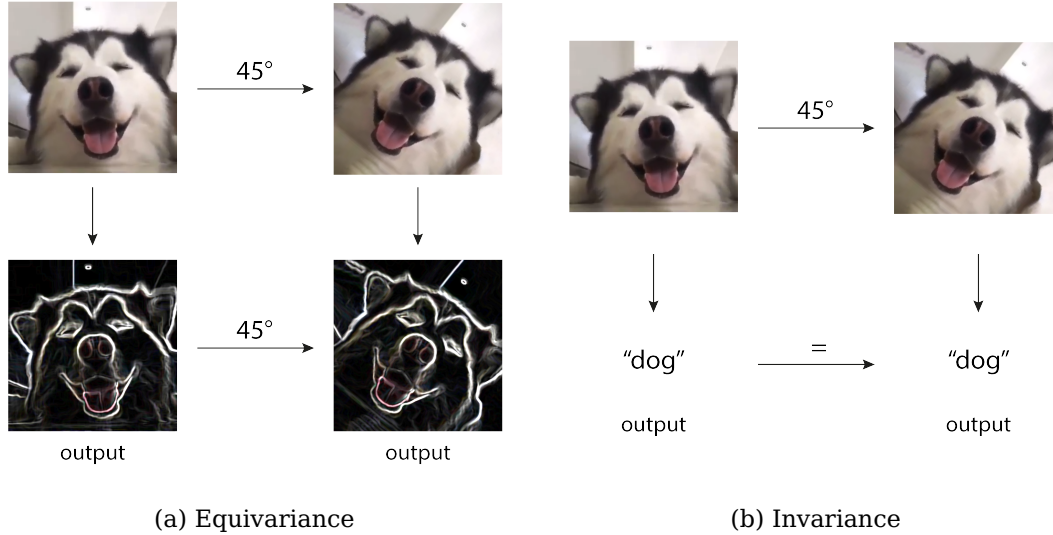 45°
45°
output
output
(a) Equivariance
45°
=
“dog”
“dog”
output
output
(b) Invariance